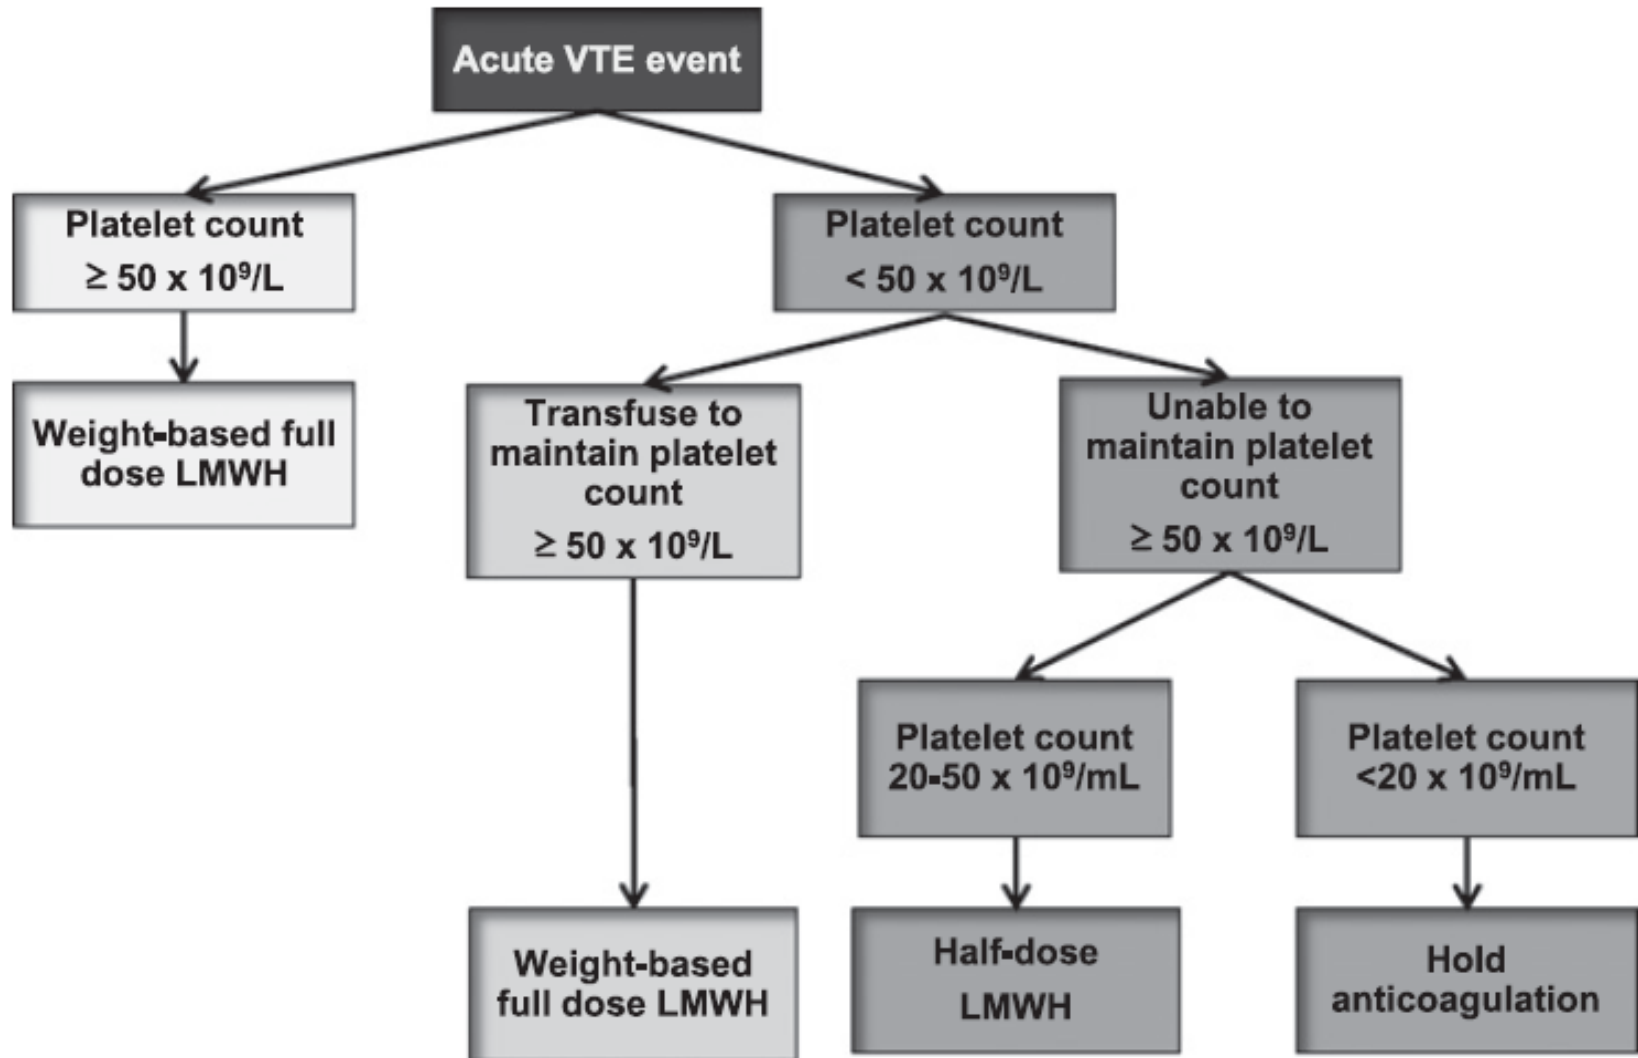 Acute VTE event
Platelet count
≥ 50 x 10⁹/L
Platelet count
< 50 x 10⁹/L
Weight-based full
dose LMWH
Transfuse to
maintain platelet
count
≥ 50 x 10⁹/L
Unable to
maintain platelet
count
≥ 50 x 10⁹/L
Platelet count
20-50 x 10⁹/mL
Platelet count
<20 x 10⁹/mL
Weight-based
full dose LMWH
Half-dose
LMWH
Hold
anticoagulation